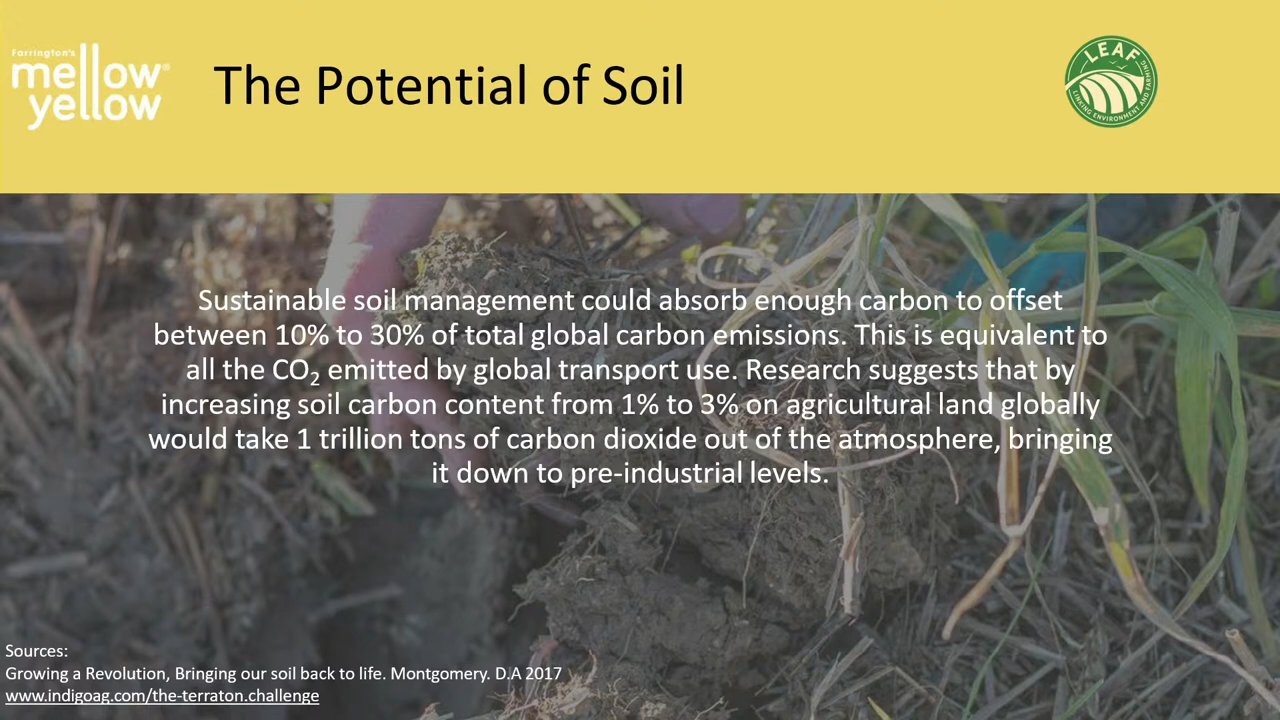 Farrington's
mellow®
yellow
The Potential of Soil
LEAF
LINKING ENVIRONMENT AND FARMING
Sustainable soil management could absorb enough carbon to offset
between 10% to 30% of total global carbon emissions. This is equivalent to
all the CO₂ emitted by global transport use. Research suggests that by
increasing soil carbon content from 1% to 3% on agricultural land globally
would take 1 trillion tons of carbon dioxide out of the atmosphere, bringing
it down to pre-industrial levels.
Sources:
Growing a Revolution, Bringing our soil back to life. Montgomery. D.A 2017
www.indigoag.com/the-terraton.challenge